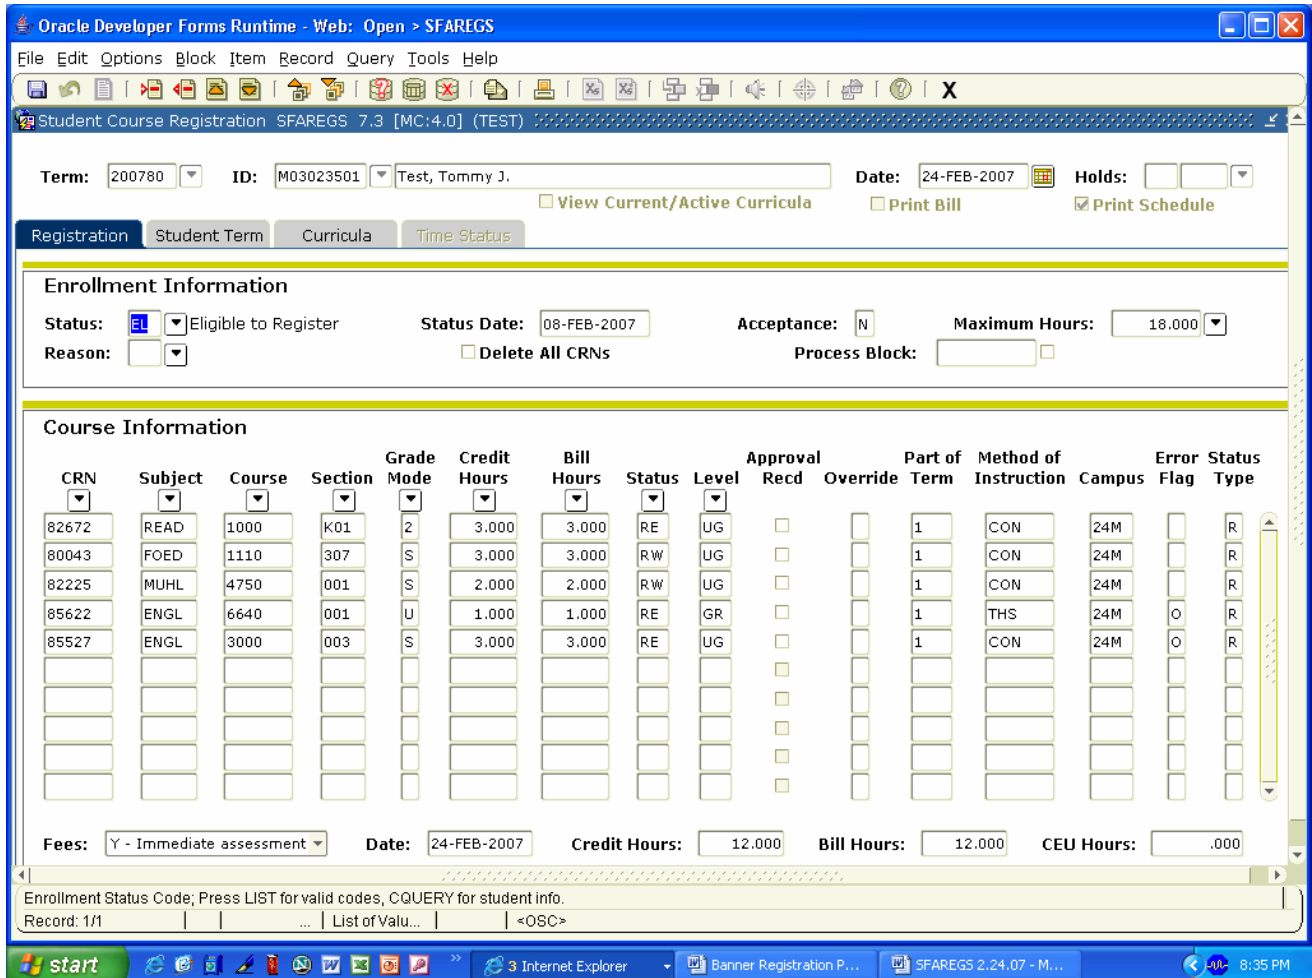 Oracle Developer Forms Runtime - Web: Open > SFAREGS
File Edit Options Block Item Record Query Tools Help
X
Student Course Registration SFAREGS 7.3 [MC:4.0] (TEST)
Term: 200780 ID: M03023501 Test, Tommy J. Date: 24-FEB-2007 Holds:
View Current/Active Curricula Print Bill Print Schedule
Registration Student Term Curricula Time Status
Enrollment Information
Status: EL Eligible to Register Status Date: 08-FEB-2007 Acceptance: N Maximum Hours: 18.000
Reason: Delete All CRNs Process Block:
Course Information
Grade Credit Bill Approval Part of Method of Error Status
CRN Subject Course Section Mode Hours Hours Status Level Recd Override Term Instruction Campus Flag Type
82672 READ 1000 K01 2 3.000 3.000 RE UG 1 CON 24M R
80043 FOED 1110 307 S 3.000 3.000 RW UG 1 CON 24M R
82225 MUHL 4750 001 S 2.000 2.000 RW UG 1 CON 24M R
85622 ENGL 6640 001 U 1.000 1.000 RE GR 1 THS 24M O R
85527 ENGL 3000 003 S 3.000 3.000 RE UG 1 CON 24M O R
Fees: Y - Immediate assessment Date: 24-FEB-2007 Credit Hours: 12.000 Bill Hours: 12.000 CEU Hours: .000
Enrollment Status Code; Press LIST for valid codes, CQUERY for student info.
Record: 1/1 ... List of Valu... <OSC>
start 3 Internet Explorer Banner Registration P... SFAREGS 2.24.07 - M... 8:35 PM